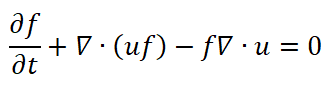 ∂f/∂t + ∇ · (uf) − f∇ · u = 0